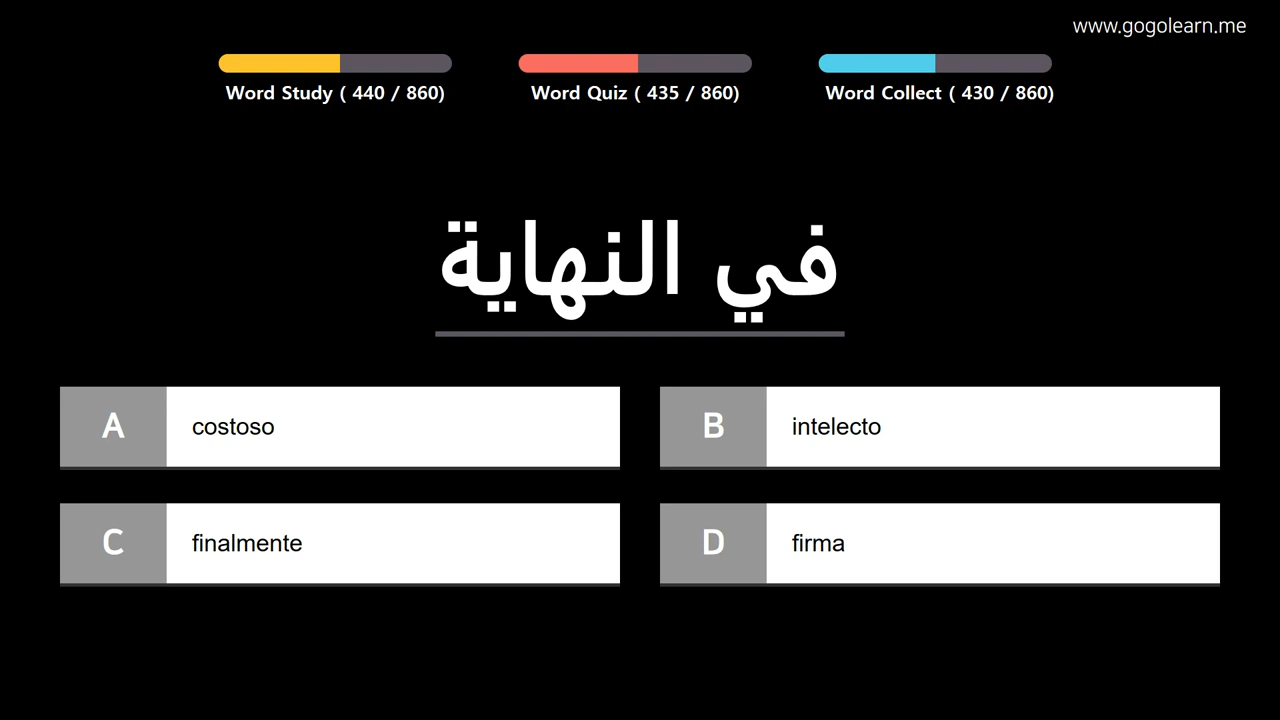 www.gogolearn.me
Word Study ( 440 / 860)
Word Quiz ( 435 / 860)
Word Collect ( 430 / 860)
في النهاية
A costoso
B intelecto
C finalmente
D firma